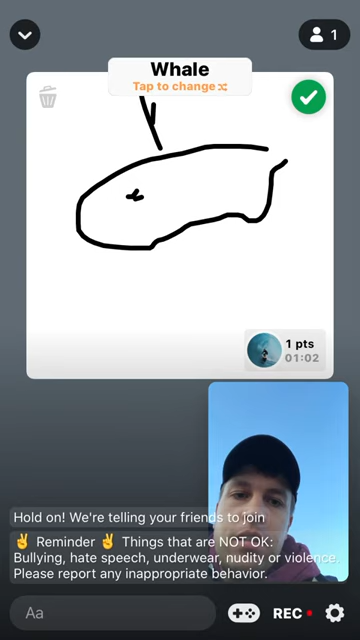 1
Whale
Tap to change
1 pts
01:02
Hold on! We're telling your friends to join
✌️ Reminder ✌️ Things that are NOT OK:
Bullying, hate speech, underwear, nudity or violence.
Please report any inappropriate behavior.
Aa
REC